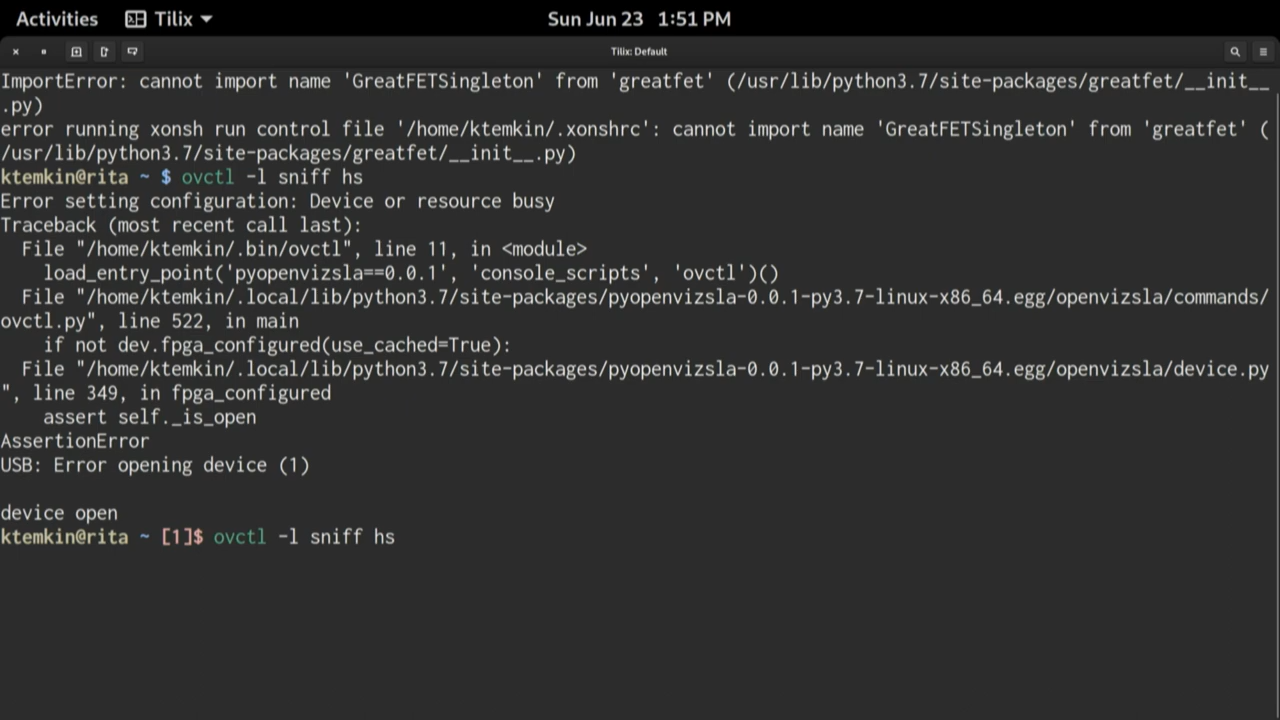 Activities Tilix Sun Jun 23 1:51 PM
Tilix: Default
ImportError: cannot import name 'GreatFETSingleton' from 'greatfet' (/usr/lib/python3.7/site-packages/greatfet/__init__
.py)
error running xonsh run control file '/home/ktemkin/.xonshrc': cannot import name 'GreatFETSingleton' from 'greatfet' (
/usr/lib/python3.7/site-packages/greatfet/__init__.py)
ktemkin@rita ~ $ ovctl -l sniff hs
Error setting configuration: Device or resource busy
Traceback (most recent call last):
  File "/home/ktemkin/.bin/ovctl", line 11, in <module>
    load_entry_point('pyopenvizsla==0.0.1', 'console_scripts', 'ovctl')()
  File "/home/ktemkin/.local/lib/python3.7/site-packages/pyopenvizsla-0.0.1-py3.7-linux-x86_64.egg/openvizsla/commands/
ovctl.py", line 522, in main
    if not dev.fpga_configured(use_cached=True):
  File "/home/ktemkin/.local/lib/python3.7/site-packages/pyopenvizsla-0.0.1-py3.7-linux-x86_64.egg/openvizsla/device.py
", line 349, in fpga_configured
    assert self._is_open
AssertionError
USB: Error opening device (1)
device open
ktemkin@rita ~ [1]$ ovctl -l sniff hs